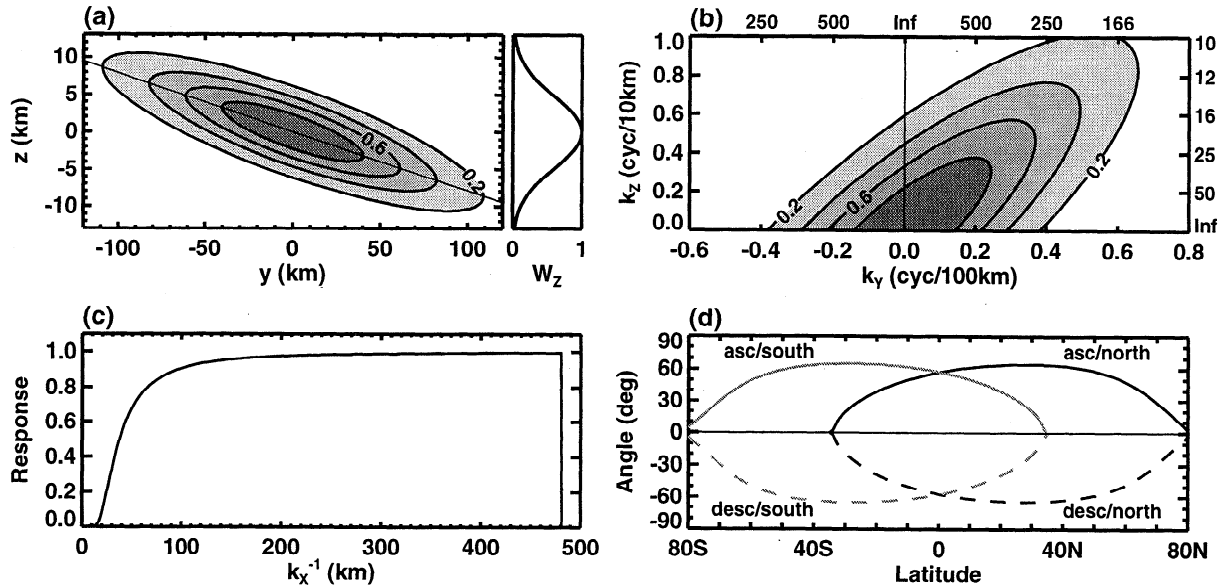 (a)
10
5
0
-5
-10
z (km)
0.6
0.2
-100
-50
0
50
100
y (km)
0
1
W_Z
(b)
250
500
Inf
500
250
166
1.0
0.8
0.6
0.4
0.2
0.0
k_Z (cyc/10km)
0.2
0.6
0.2
10
12
16
25
50
Inf
-0.6
-0.4
-0.2
0.0
0.2
0.4
0.6
0.8
k_Y (cyc/100km)
(c)
1.0
0.8
0.6
0.4
0.2
0.0
Response
0
100
200
300
400
500
k_X^-1 (km)
(d)
90
60
30
0
-30
-60
-90
Angle (deg)
asc/south
asc/north
desc/south
desc/north
80S
40S
0
40N
80N
Latitude